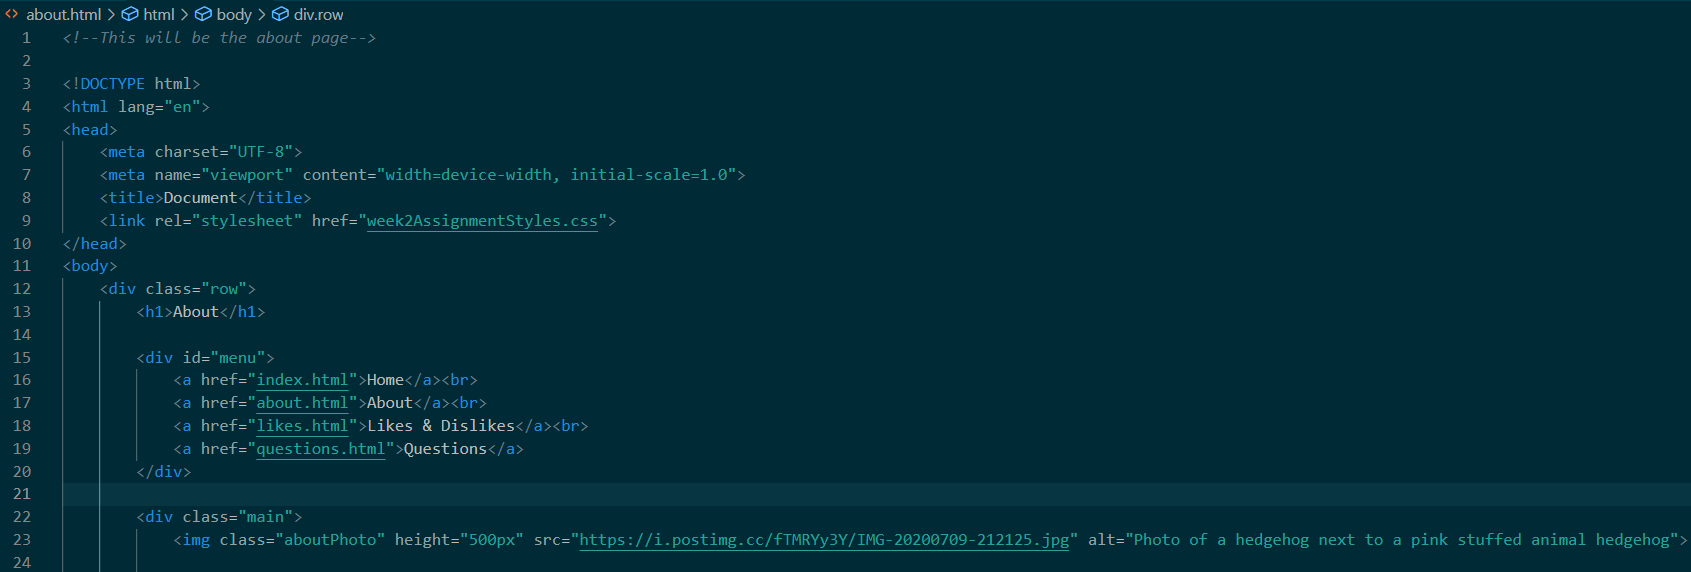 about.html > html > body > div.row
1 <!--This will be the about page-->
2
3 <!DOCTYPE html>
4 <html lang="en">
5 <head>
6     <meta charset="UTF-8">
7     <meta name="viewport" content="width=device-width, initial-scale=1.0">
8     <title>Document</title>
9     <link rel="stylesheet" href="week2AssignmentStyles.css">
10 </head>
11 <body>
12     <div class="row">
13         <h1>About</h1>
14
15         <div id="menu">
16             <a href="index.html">Home</a><br>
17             <a href="about.html">About</a><br>
18             <a href="likes.html">Likes & Dislikes</a><br>
19             <a href="questions.html">Questions</a>
20         </div>
21
22         <div class="main">
23             <img class="aboutPhoto" height="500px" src="https://i.postimg.cc/fTMRYy3Y/IMG-20200709-212125.jpg" alt="Photo of a hedgehog next to a pink stuffed animal hedgehog">
24